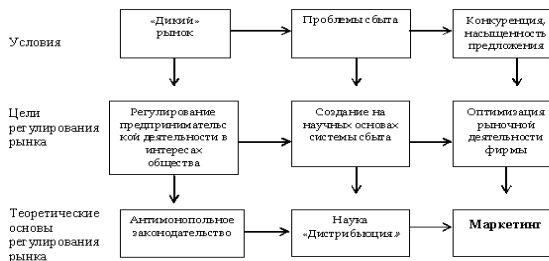 Условия
«Дикий»
рынок
Проблемы сбыта
Конкуренция,
насыщенность
предложения
Цели
регулирования
рынка
Регулирование
предпринимательс
кой деятельности в
интересах
общества
Создание на
научных основах
системы сбыта
Оптимизация
рыночной
деятельности
фирмы
Теоретические
основы
регулирования
рынка
Антимонопольное
законодательство
Наука
«Дистрибьюция»
Маркетинг